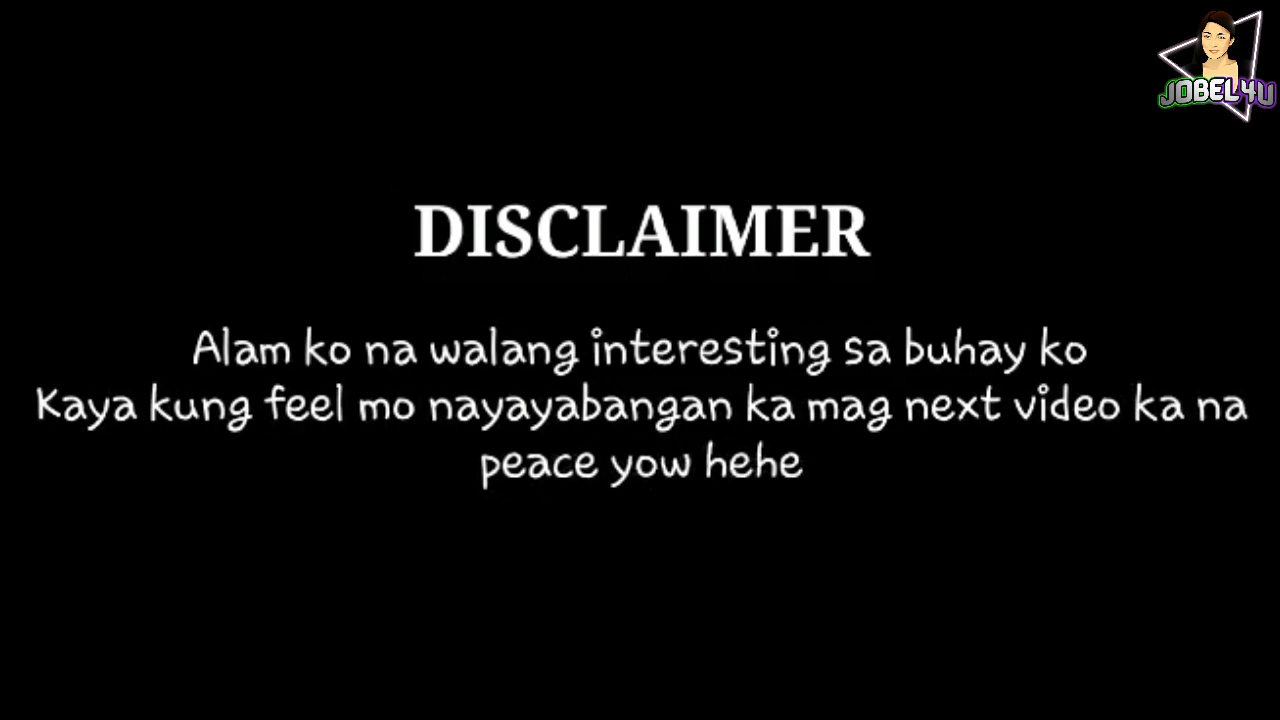 JOBEL4U
DISCLAIMER
Alam ko na walang interesting sa buhay ko
Kaya kung feel mo nayayabangan ka mag next video ka na
peace yow hehe